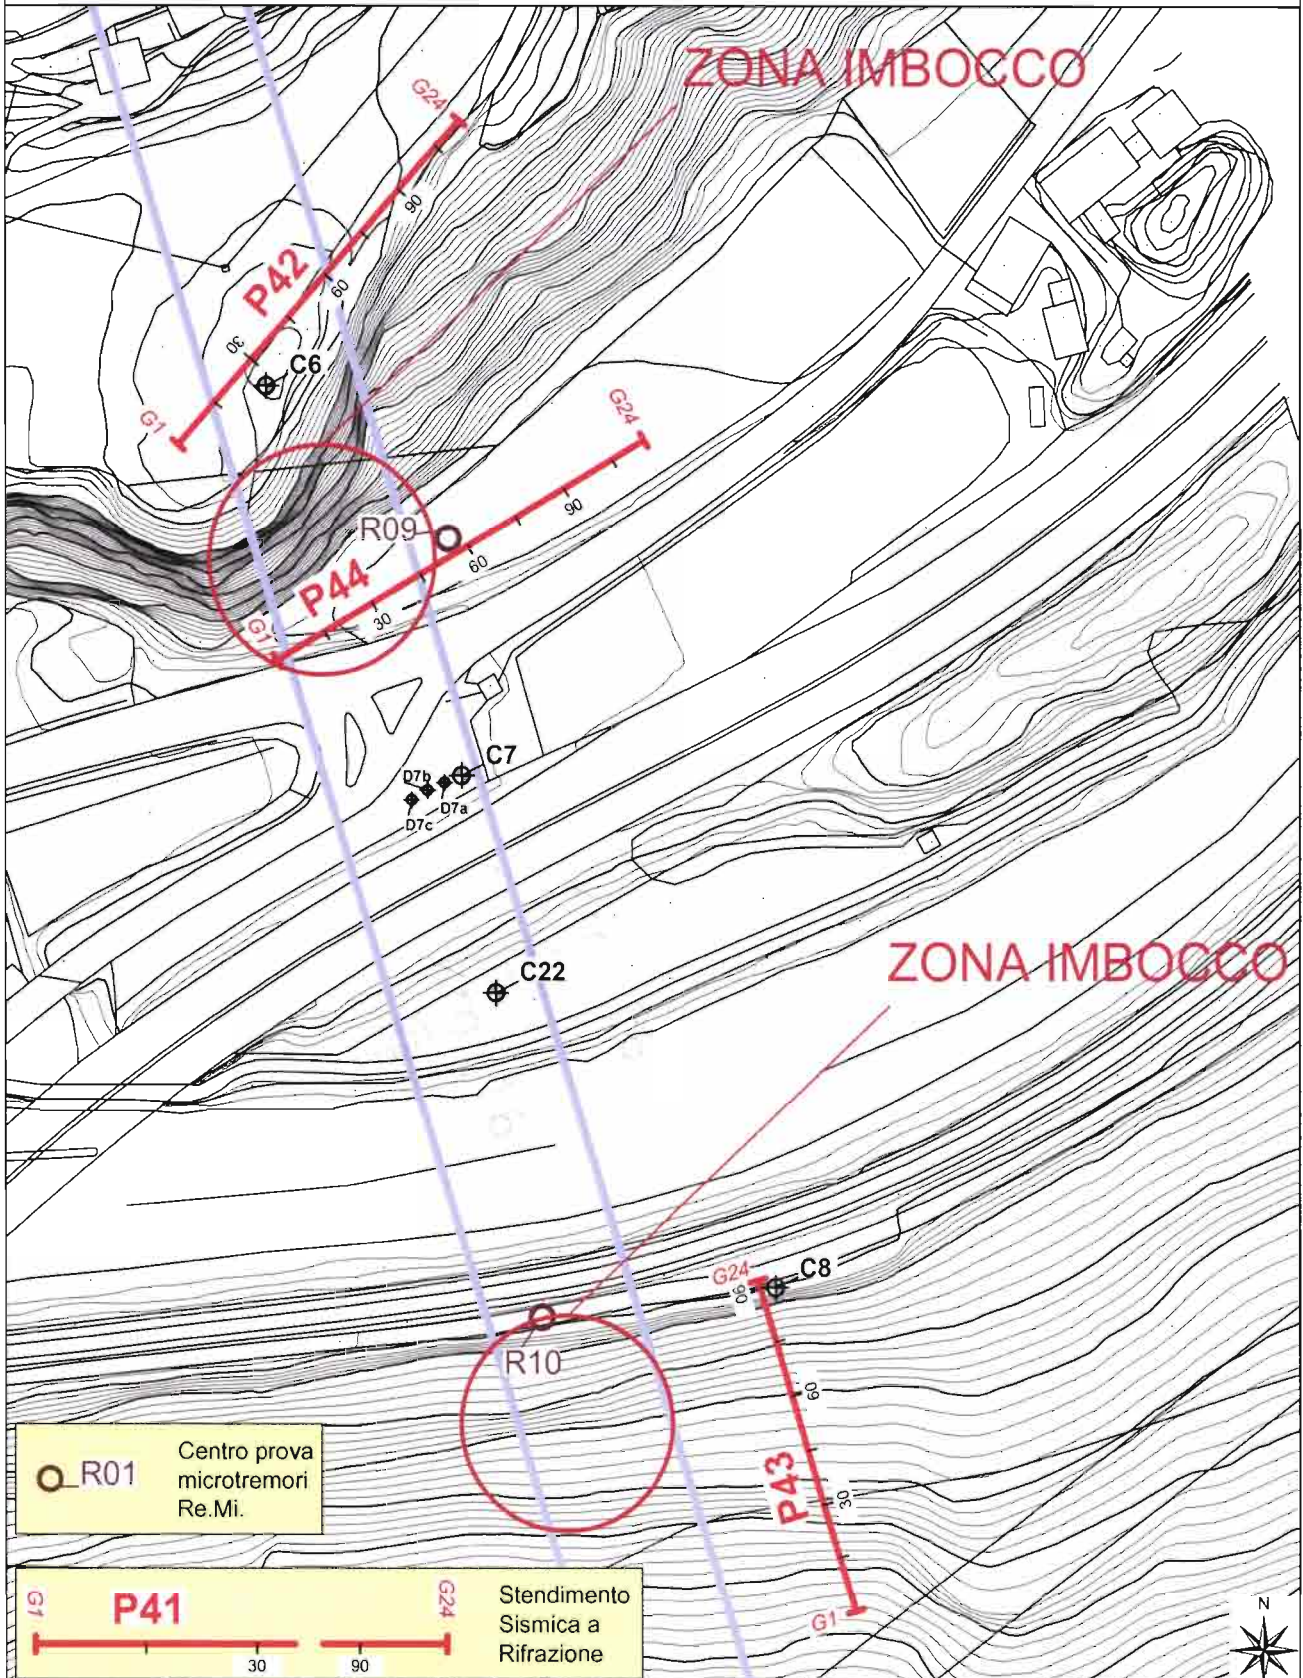 ZONA IMBOCCO
G24
90
P42
60
30
C6
G1
G24
90
R09
60
P44
30
G1
C7
D7b
D7a
D7c
C22
ZONA IMBOCCO
G24
C8
90
R10
60
P43
30
G1
R01
Centro prova
microtremori
Re.Mi.
G1
P41
G24
Stendimento
Sismica a
Rifrazione
30
90
N